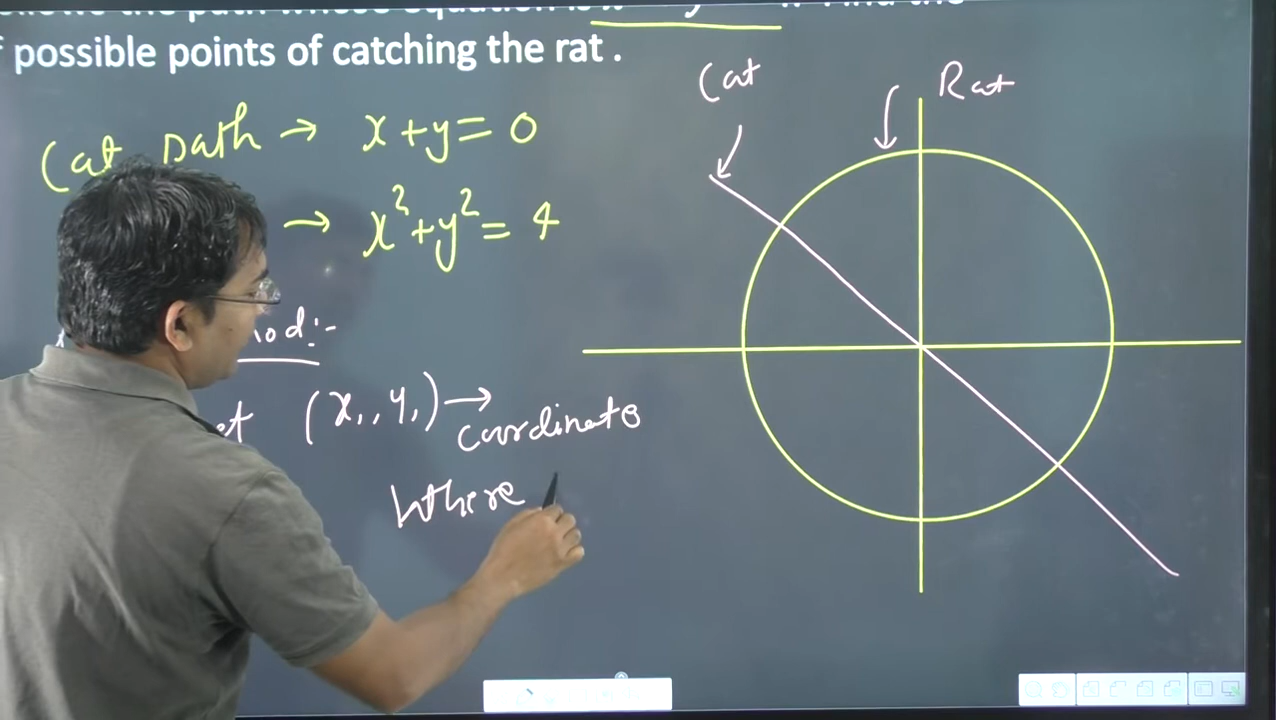 possible points of catching the rat .
Cat path → x+y=0
→ x²+y²= 4
Cat
Rat
(x₁,y₁)→
Coordinate
Where